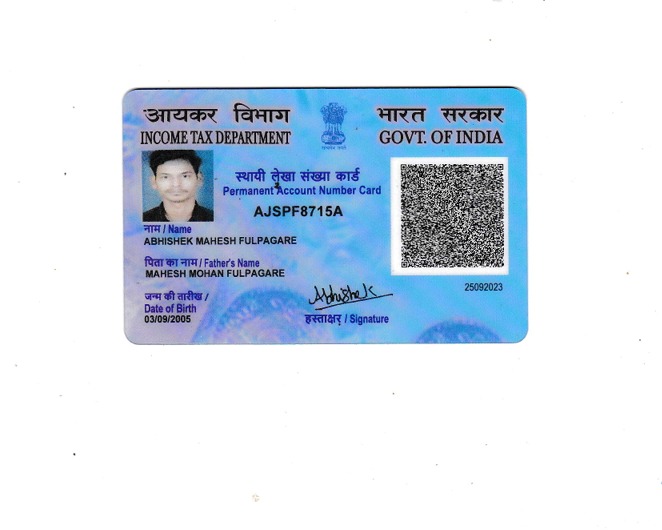 आयकर विभाग
INCOME TAX DEPARTMENT
भारत सरकार
GOVT. OF INDIA
स्थायी लेखा संख्या कार्ड
Permanent Account Number Card
AJSPF8715A
नाम / Name
ABHISHEK MAHESH FULPAGARE
पिता का नाम / Father's Name
MAHESH MOHAN FULPAGARE
जन्म की तारीख /
Date of Birth
03/09/2005
Abhishek
हस्ताक्षर / Signature
25092023